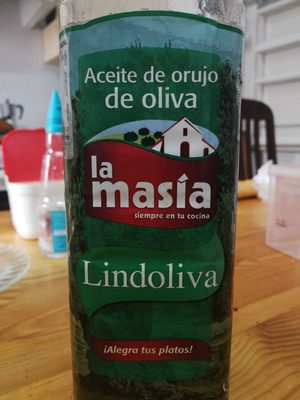 Aceite de orujo
de oliva
la
masía
siempre en tu cocina
Lindoliva
¡Alegra tus platos!